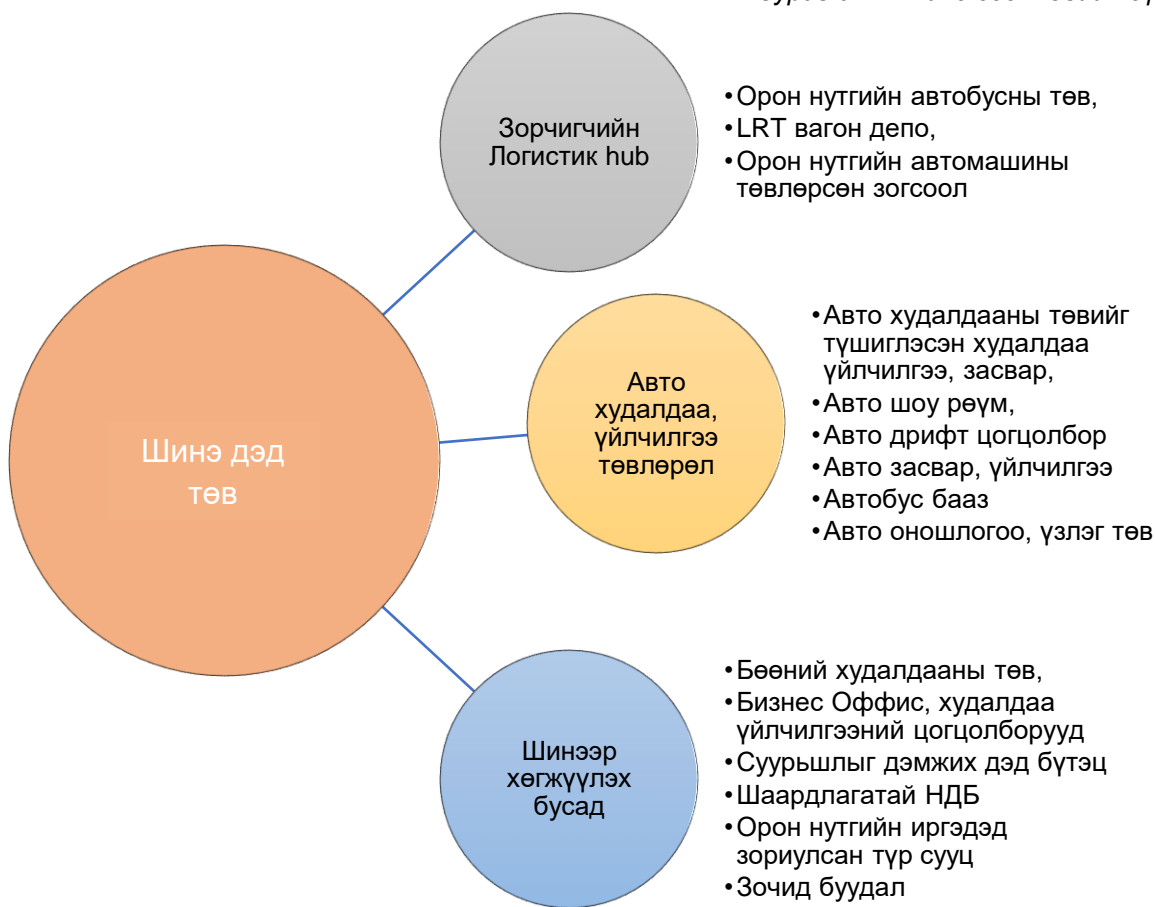 Зорчигчийн
Логистик hub
•Орон нутгийн автобусны төв,
•LRT вагон депо,
•Орон нутгийн автомашины
төвлөрсөн зогсоол
Шинэ дэд
төв
Авто
худалдаа,
үйлчилгээ
төвлөрөл
•Авто худалдааны төвийг
түшиглэсэн худалдаа
үйлчилгээ, засвар,
•Авто шоу рөүм,
•Авто дрифт цогцолбор
•Авто засвар, үйлчилгээ
•Автобус бааз
•Авто оношлогоо, үзлэг төв
Шинээр
хөгжүүлэх
бусад
•Бөөний худалдааны төв,
•Бизнес Оффис, худалдаа
үйлчилгээний цогцолборууд
•Суурьшлыг дэмжих дэд бүтэц
•Шаардлагатай НДБ
•Орон нутгийн иргэдэд
зориулсан түр сууц
•Зочид буудал